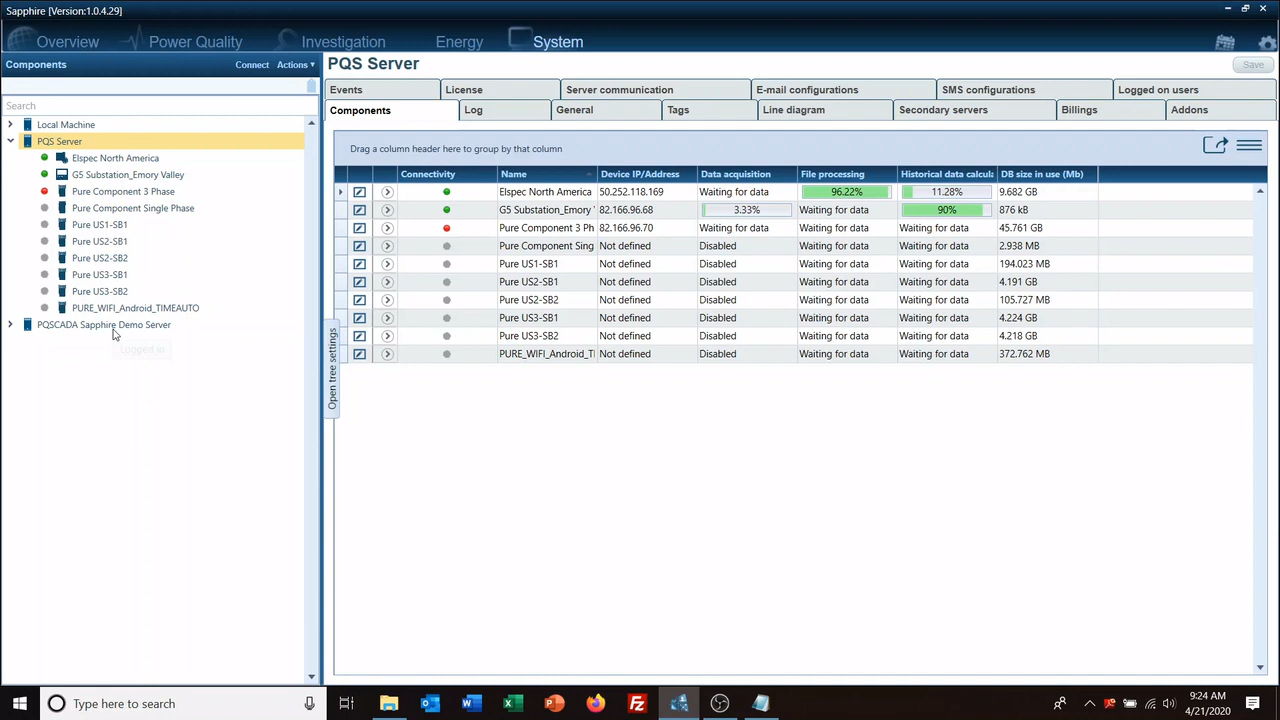 Sapphire [Version:1.0.4.29]
Overview Power Quality Investigation Energy System
Components Connect Actions
PQS Server
Save
Search
Local Machine
PQS Server
Elspec North America
G5 Substation_Emory Valley
Pure Component 3 Phase
Pure Component Single Phase
Pure US1-SB1
Pure US2-SB1
Pure US2-SB2
Pure US3-SB1
Pure US3-SB2
PURE_WIFI_Android_TIMEAUTO
PQSCADA Sapphire Demo Server
Logged in
Open tree settings
Events License Server communication E-mail configurations SMS configurations Logged on users
Components Log General Tags Line diagram Secondary servers Billings Addons
Drag a column header here to group by that column
Connectivity Name Device IP/Address Data acquisition File processing Historical data calcula DB size in use (Mb)
Elspec North America 50.252.118.169 Waiting for data 96.22% 11.28% 9.682 GB
G5 Substation_Emory 82.166.96.68 3.33% Waiting for data 90% 876 kB
Pure Component 3 Ph 82.166.96.70 Waiting for data Waiting for data Waiting for data 45.761 GB
Pure Component Sing Not defined Disabled Waiting for data Waiting for data 2.938 MB
Pure US1-SB1 Not defined Disabled Waiting for data Waiting for data 194.023 MB
Pure US2-SB1 Not defined Disabled Waiting for data Waiting for data 4.191 GB
Pure US2-SB2 Not defined Disabled Waiting for data Waiting for data 105.727 MB
Pure US3-SB1 Not defined Disabled Waiting for data Waiting for data 4.224 GB
Pure US3-SB2 Not defined Disabled Waiting for data Waiting for data 4.218 GB
PURE_WIFI_Android_TI Not defined Disabled Waiting for data Waiting for data 372.762 MB
Type here to search
9:24 AM
4/21/2020